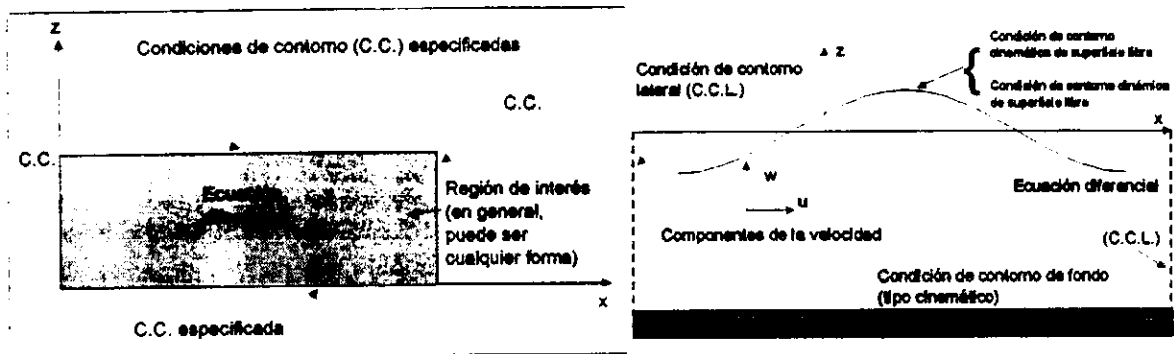 z
Condiciones de contorno (C.C.) especificadas
C.C.
C.C.
Región de interés
(en general,
puede ser
cualquier forma)
x
C.C. especificada
z
Condición de contorno
cinemática de superficie libre
Condición de contorno dinámica
de superficie libre
Condición de contorno
lateral (C.C.L.)
x
w
u
Ecuación diferencial
Componentes de la velocidad
(C.C.L.)
Condición de contorno de fondo
(tipo cinemático)